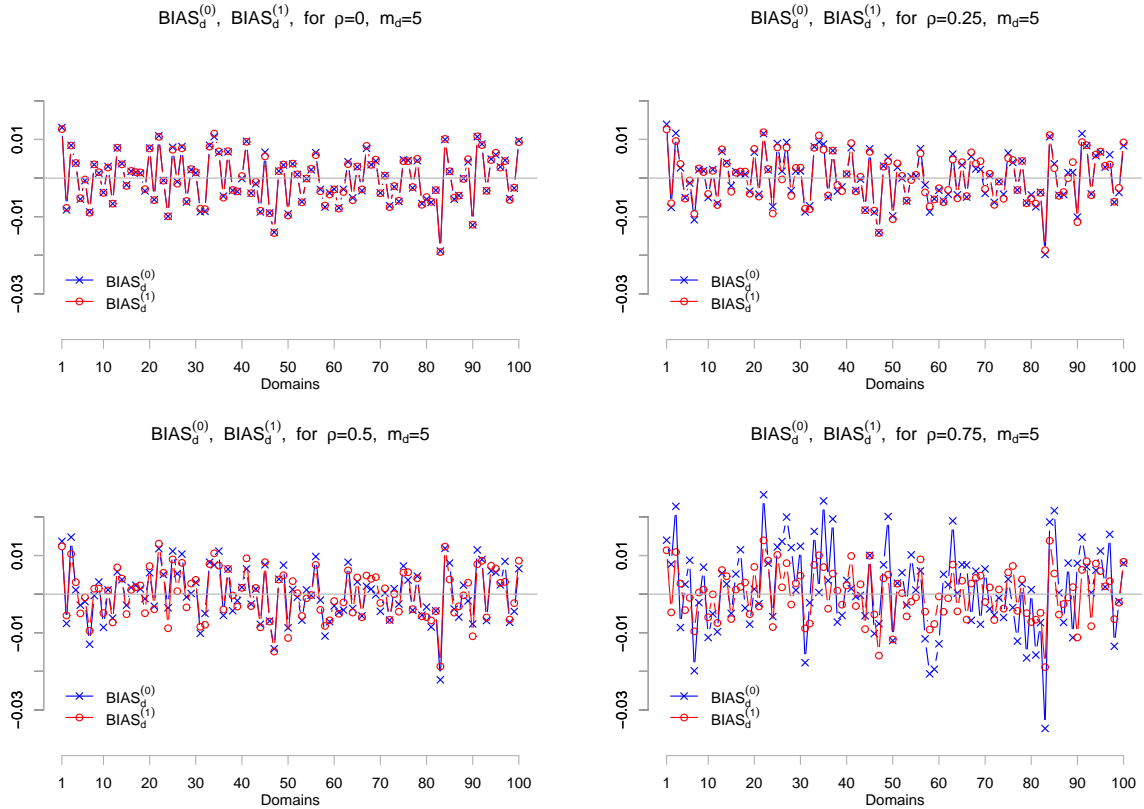 BIAS_d^(0), BIAS_d^(1), for ρ=0, m_d=5
0.01
−0.01
−0.03
BIAS_d^(0)
BIAS_d^(1)
1 10 20 30 40 50 60 70 80 90 100
Domains
BIAS_d^(0), BIAS_d^(1), for ρ=0.25, m_d=5
0.01
−0.01
−0.03
BIAS_d^(0)
BIAS_d^(1)
1 10 20 30 40 50 60 70 80 90 100
Domains
BIAS_d^(0), BIAS_d^(1), for ρ=0.5, m_d=5
0.01
−0.01
−0.03
BIAS_d^(0)
BIAS_d^(1)
1 10 20 30 40 50 60 70 80 90 100
Domains
BIAS_d^(0), BIAS_d^(1), for ρ=0.75, m_d=5
0.01
−0.01
−0.03
BIAS_d^(0)
BIAS_d^(1)
1 10 20 30 40 50 60 70 80 90 100
Domains